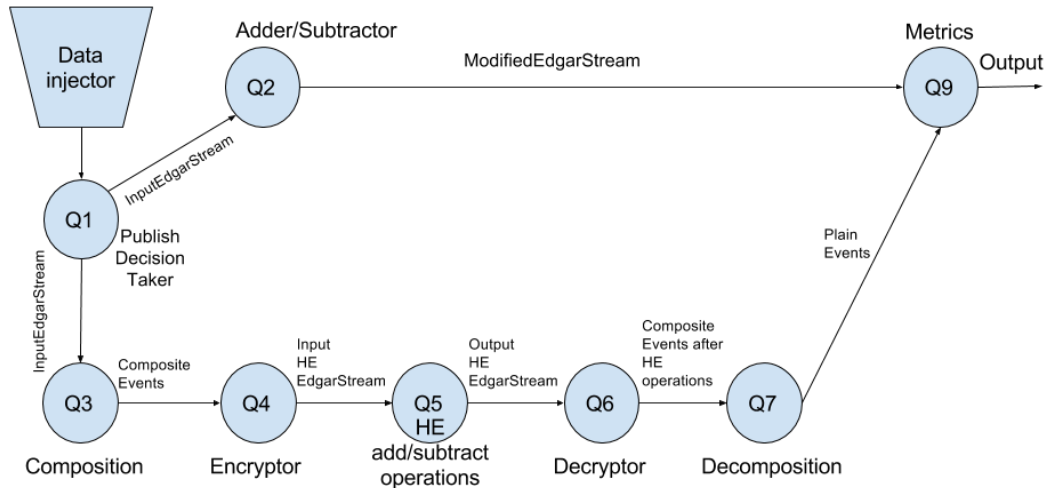 Data
injector
Adder/Subtractor
Q2
ModifiedEdgarStream
Metrics
Q9
Output
InputEdgarStream
Q1
Publish
Decision
Taker
InputEdgarStream
Plain
Events
Q3
Composition
Composite
Events
Q4
Encryptor
Input
HE
EdgarStream
Q5
HE
add/subtract
operations
Output
HE
EdgarStream
Q6
Decryptor
Composite
Events after
HE
operations
Q7
Decomposition